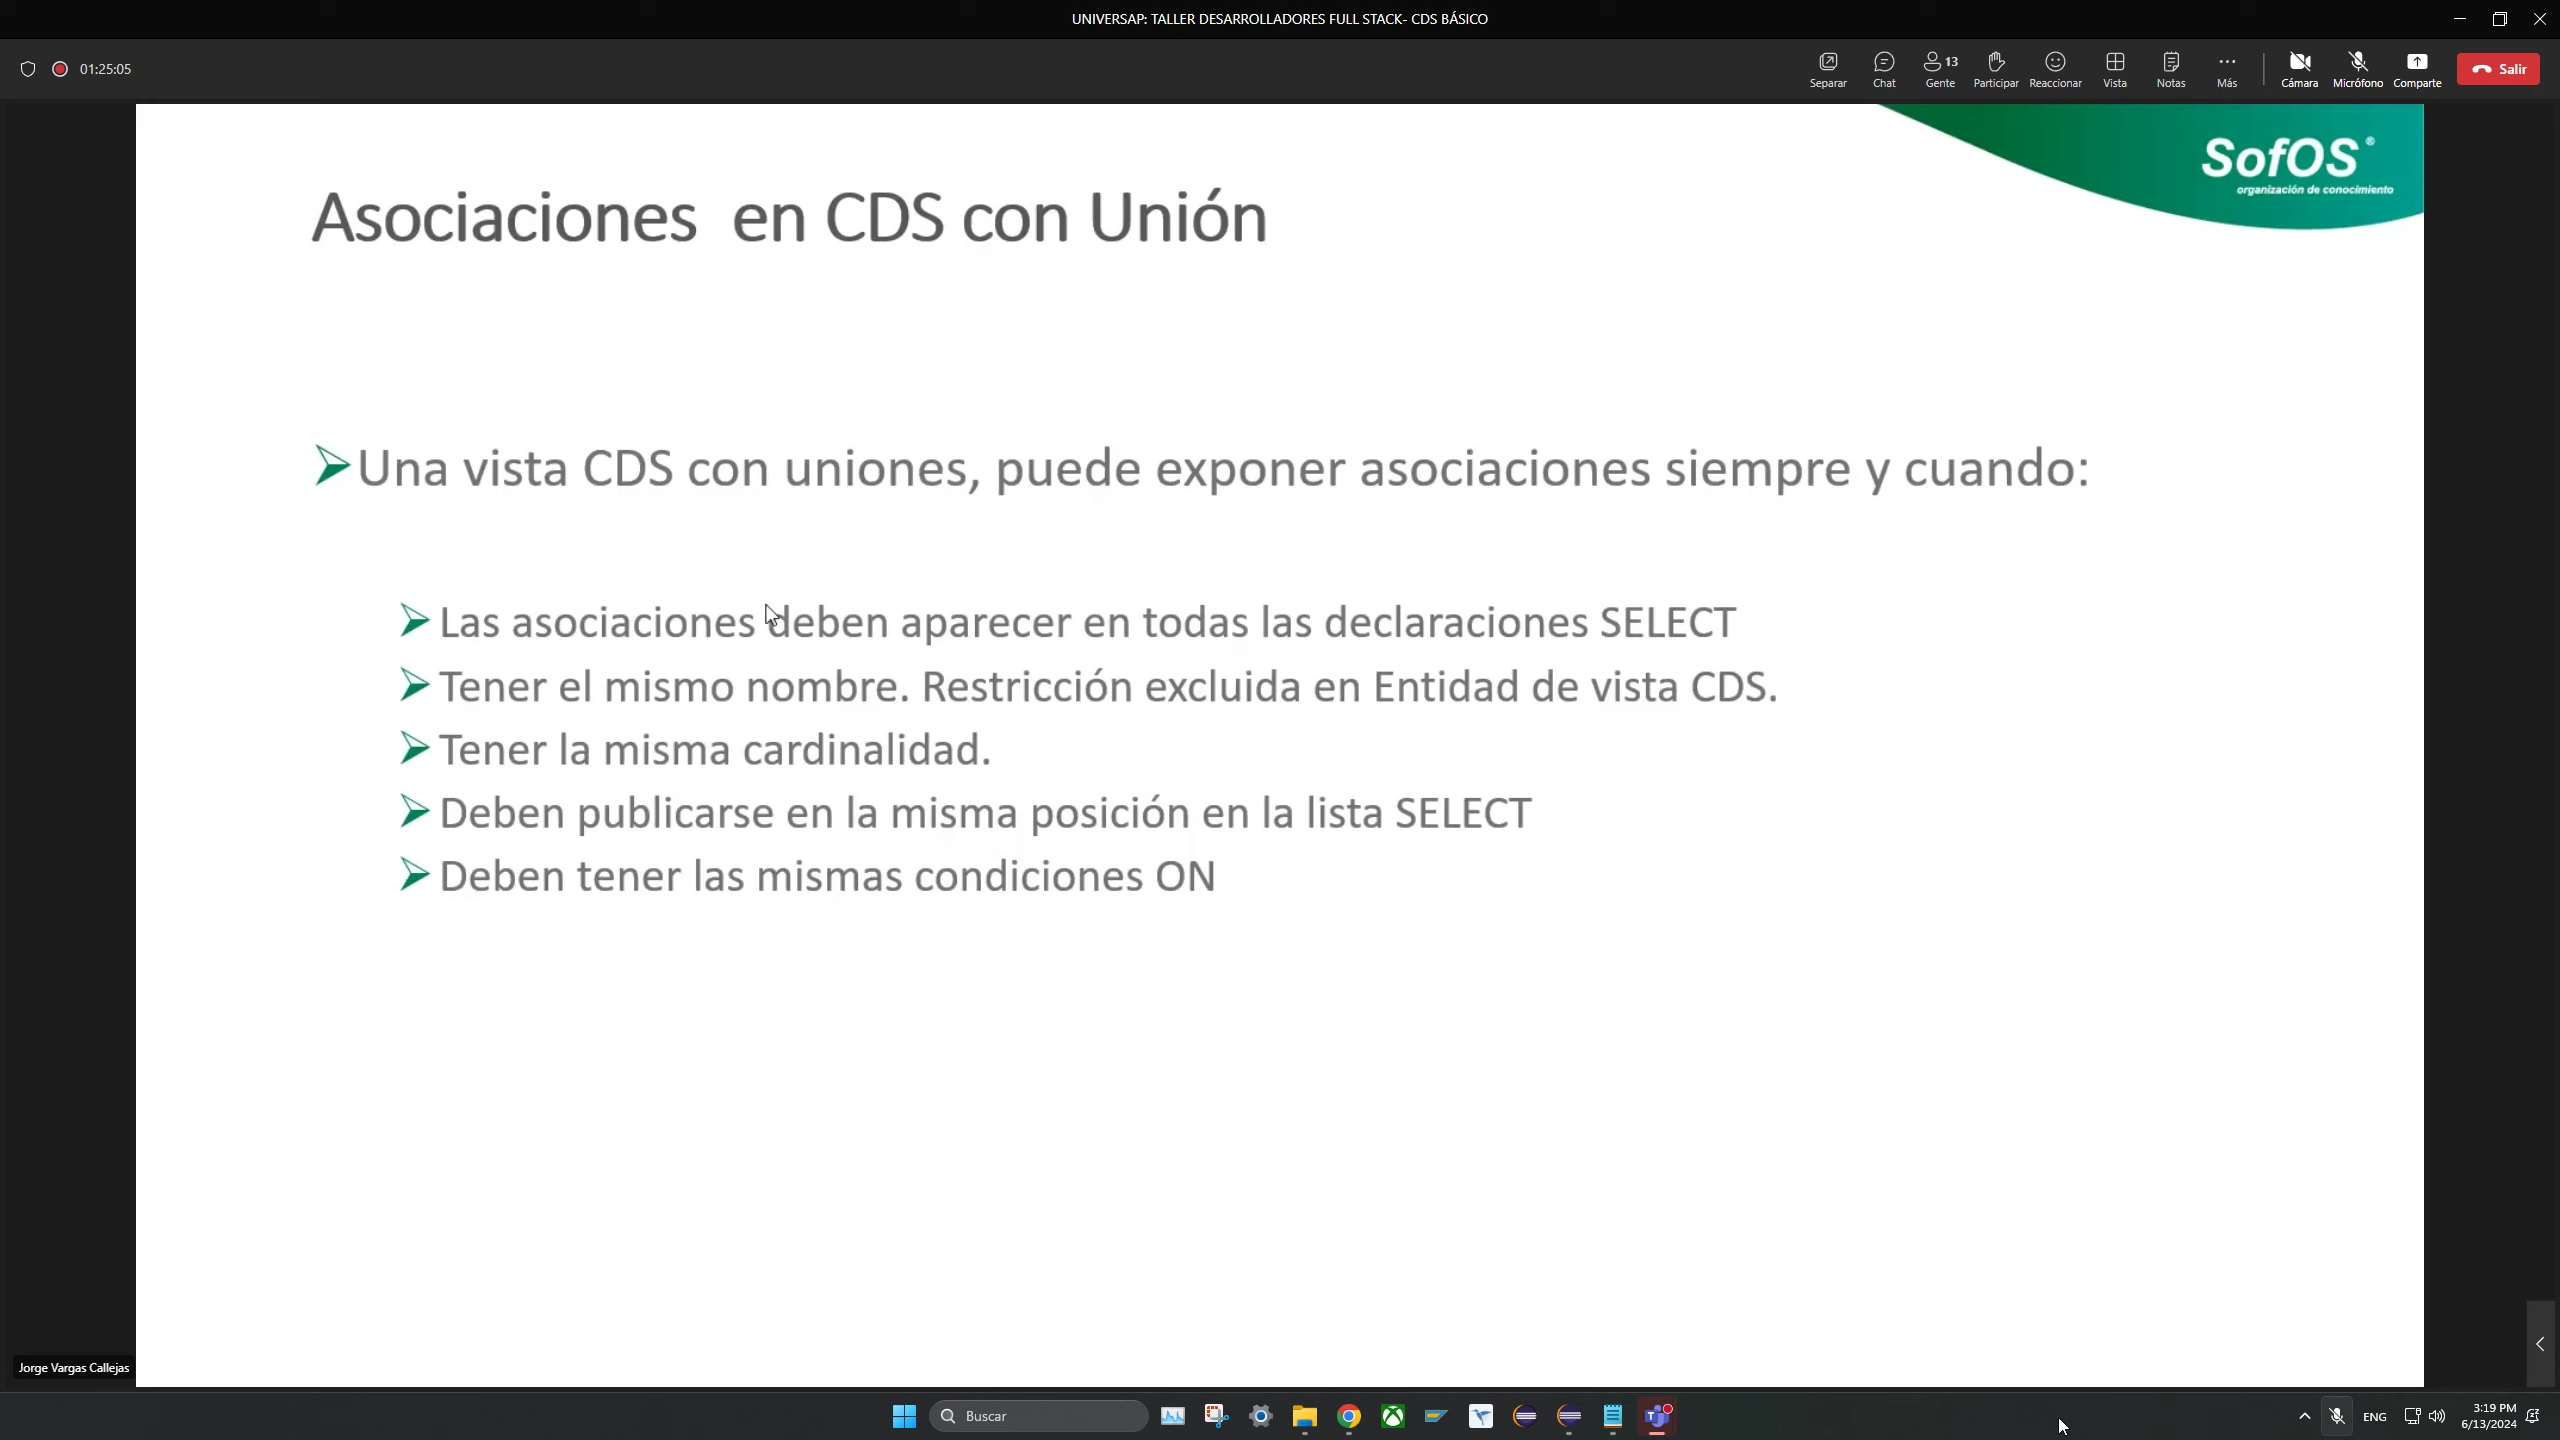 UNIVERSAP: TALLER DESARROLLADORES FULL STACK- CDS BÁSICO
01:25:05
Separar
Chat
13
Gente
Participar
Reaccionar
Vista
Notas
Más
Cámara
Micrófono
Comparte
Salir
SofOS®
organización de conocimiento
Asociaciones en CDS con Unión
Una vista CDS con uniones, puede exponer asociaciones siempre y cuando:
Las asociaciones deben aparecer en todas las declaraciones SELECT
Tener el mismo nombre. Restricción excluida en Entidad de vista CDS.
Tener la misma cardinalidad.
Deben publicarse en la misma posición en la lista SELECT
Deben tener las mismas condiciones ON
Jorge Vargas Callejas
Buscar
ENG
3:19 PM
6/13/2024